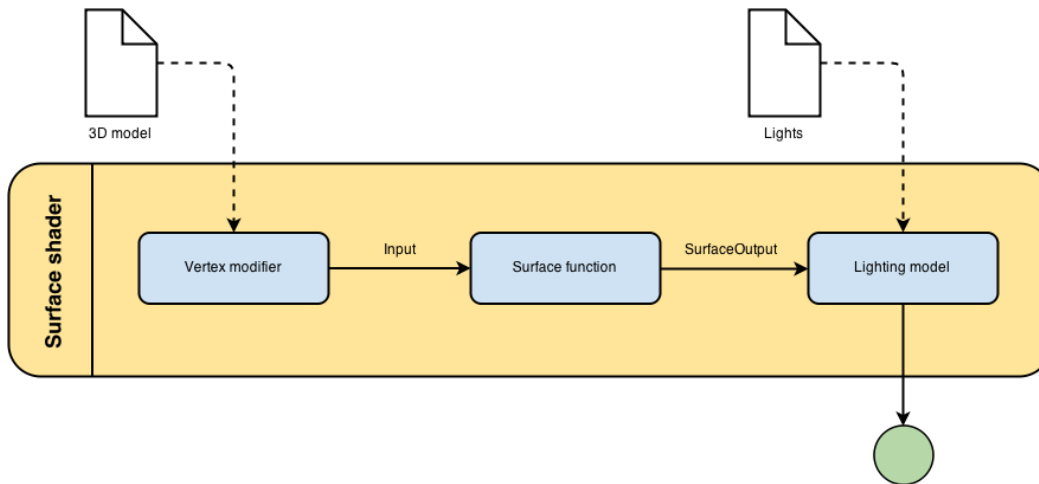 3D model
Lights
Surface shader
Vertex modifier
Input
Surface function
SurfaceOutput
Lighting model